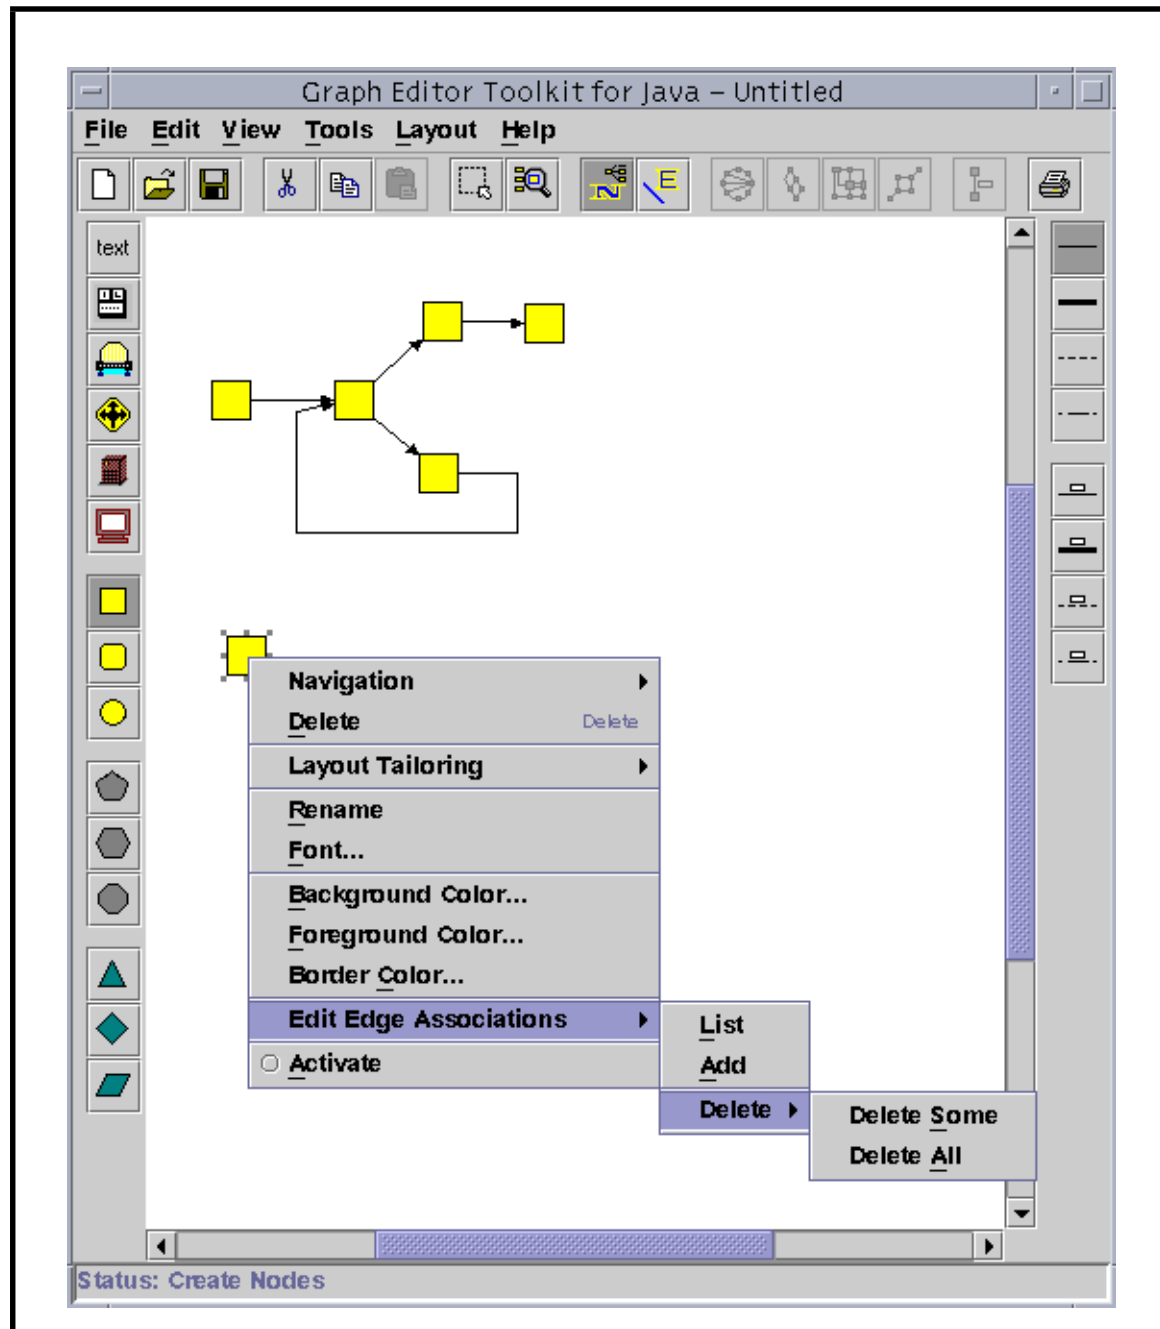 Graph Editor Toolkit for Java – Untitled
File Edit View Tools Layout Help
E
N
text
Navigation
Delete Delete
Layout Tailoring
Rename
Font...
Background Color...
Foreground Color...
Border Color...
Edit Edge Associations
Activate
List
Add
Delete
Delete Some
Delete All
Status: Create Nodes